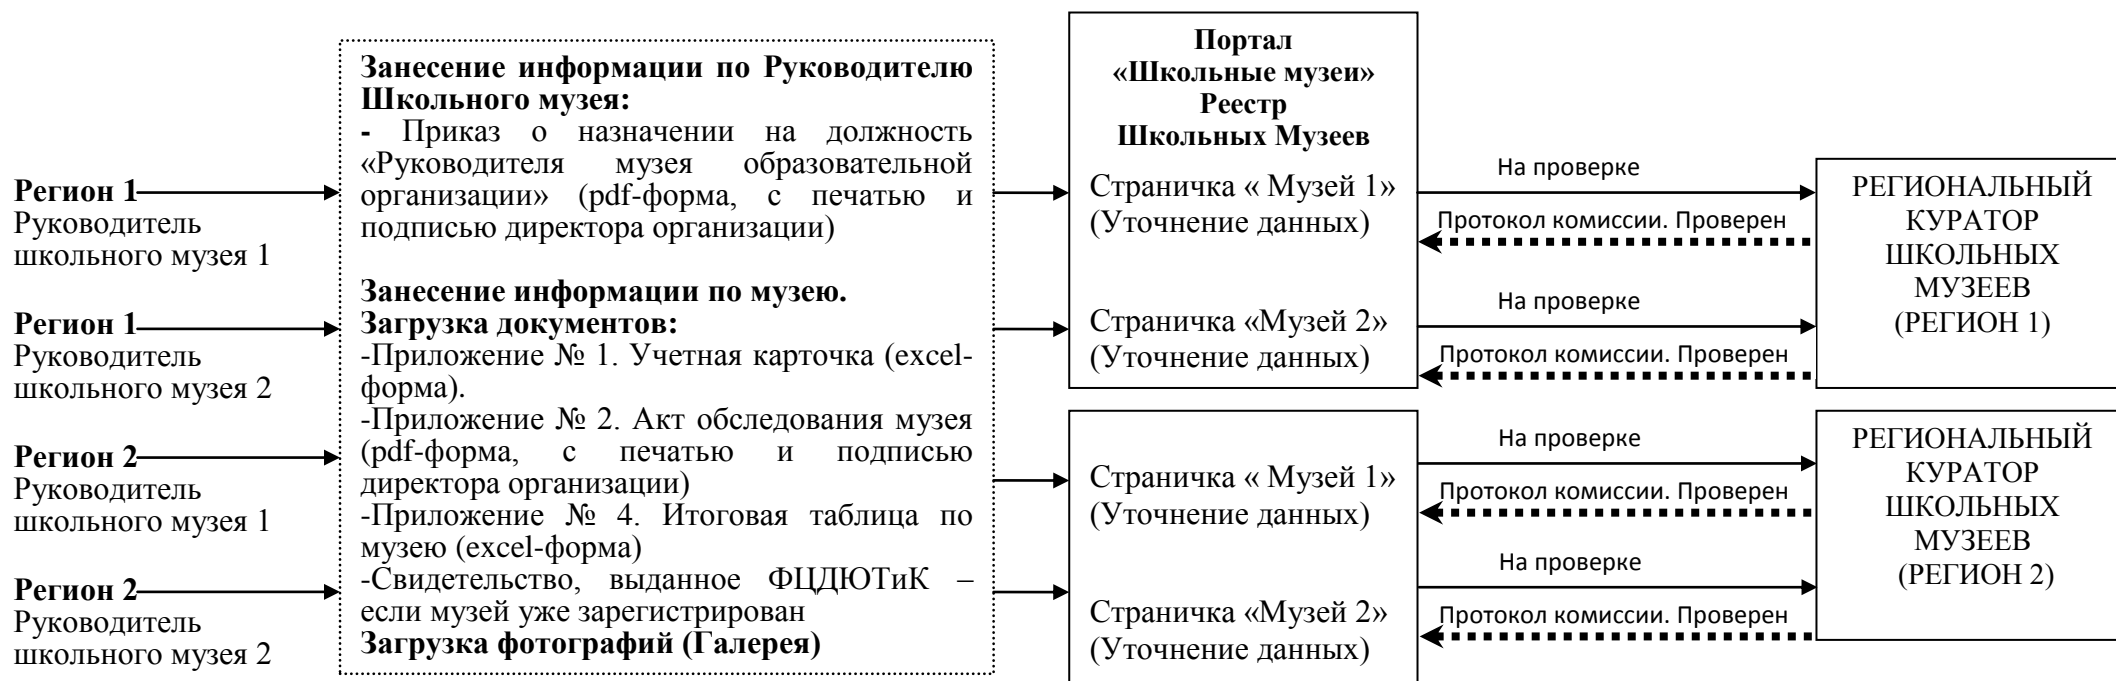 Регион 1
Руководитель
школьного музея 1
Регион 1
Руководитель
школьного музея 2
Регион 2
Руководитель
школьного музея 1
Регион 2
Руководитель
школьного музея 2
Занесение информации по Руководителю
Школьного музея:
- Приказ о назначении на должность
«Руководителя музея образовательной
организации» (pdf-форма, с печатью и
подписью директора организации)
Занесение информации по музею.
Загрузка документов:
-Приложение № 1. Учетная карточка (excel-
форма).
-Приложение № 2. Акт обследования музея
(pdf-форма, с печатью и подписью
директора организации)
-Приложение № 4. Итоговая таблица по
музею (excel-форма)
-Свидетельство, выданное ФЦДЮТиК –
если музей уже зарегистрирован
Загрузка фотографий (Галерея)
Портал
«Школьные музеи»
Реестр
Школьных Музеев
Страничка « Музей 1»
(Уточнение данных)
Страничка «Музей 2»
(Уточнение данных)
Страничка « Музей 1»
(Уточнение данных)
Страничка «Музей 2»
(Уточнение данных)
На проверке
Протокол комиссии. Проверен
На проверке
Протокол комиссии. Проверен
На проверке
Протокол комиссии. Проверен
На проверке
Протокол комиссии. Проверен
РЕГИОНАЛЬНЫЙ
КУРАТОР
ШКОЛЬНЫХ
МУЗЕЕВ
(РЕГИОН 1)
РЕГИОНАЛЬНЫЙ
КУРАТОР
ШКОЛЬНЫХ
МУЗЕЕВ
(РЕГИОН 2)